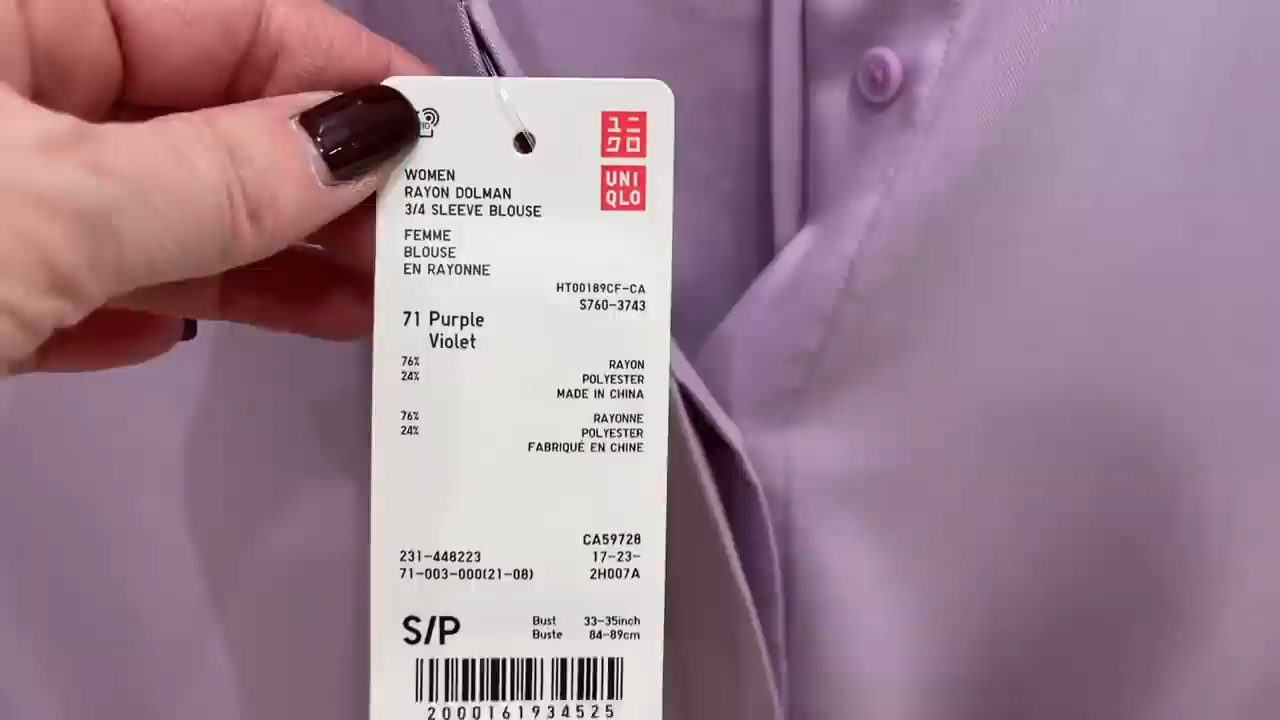 ユニ
クロ
UNI
QLO
WOMEN
RAYON DOLMAN
3/4 SLEEVE BLOUSE
FEMME
BLOUSE
EN RAYONNE
HT00189CF-CA
S760-3743
71 Purple
Violet
76% RAYON
24% POLYESTER
MADE IN CHINA
76% RAYONNE
24% POLYESTER
FABRIQUÉ EN CHINE
CA59728
231-448223 17-23-
71-003-000(21-08) 2H007A
S/P
Bust 33-35inch
Buste 84-89cm
2000161934525